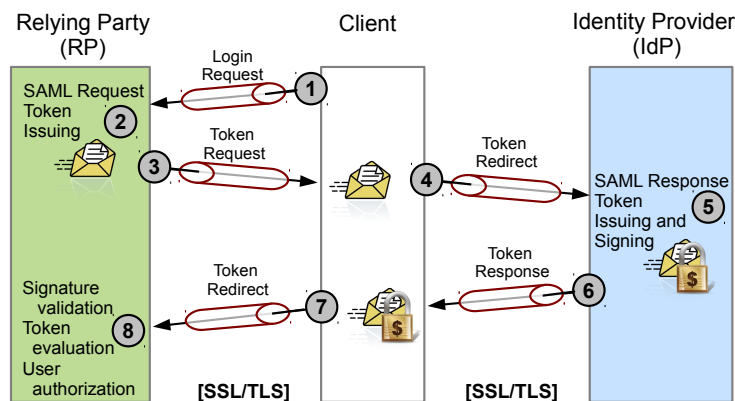 Relying Party
(RP)
Client
Identity Provider
(IdP)
Login
Request
1
SAML Request
Token
Issuing
2
3
Token
Request
4
Token
Redirect
SAML Response
Token
Issuing and
Signing
5
$
6
Token
Response
$
7
Token
Redirect
Signature
validation,
Token
evaluation,
User
authorization
8
[SSL/TLS]
[SSL/TLS]